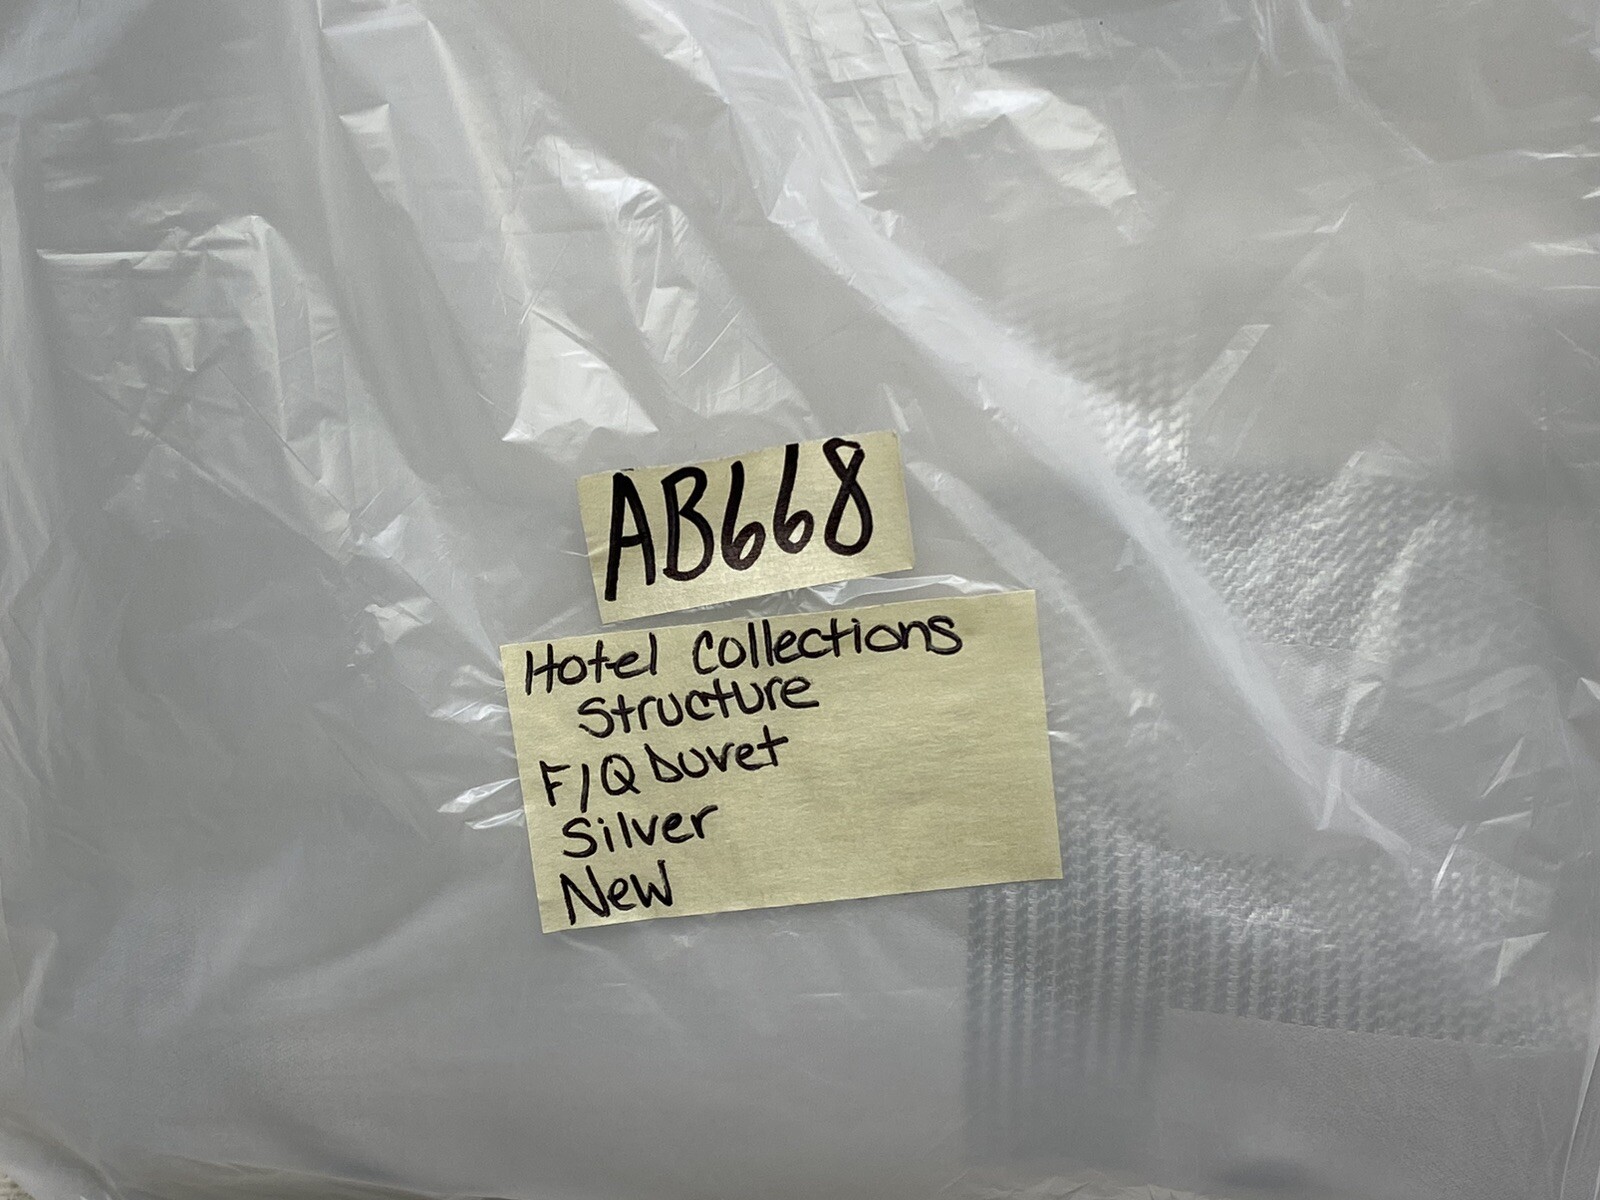 AB668
Hotel Collections
Structure
F/Q Duvet
Silver
New